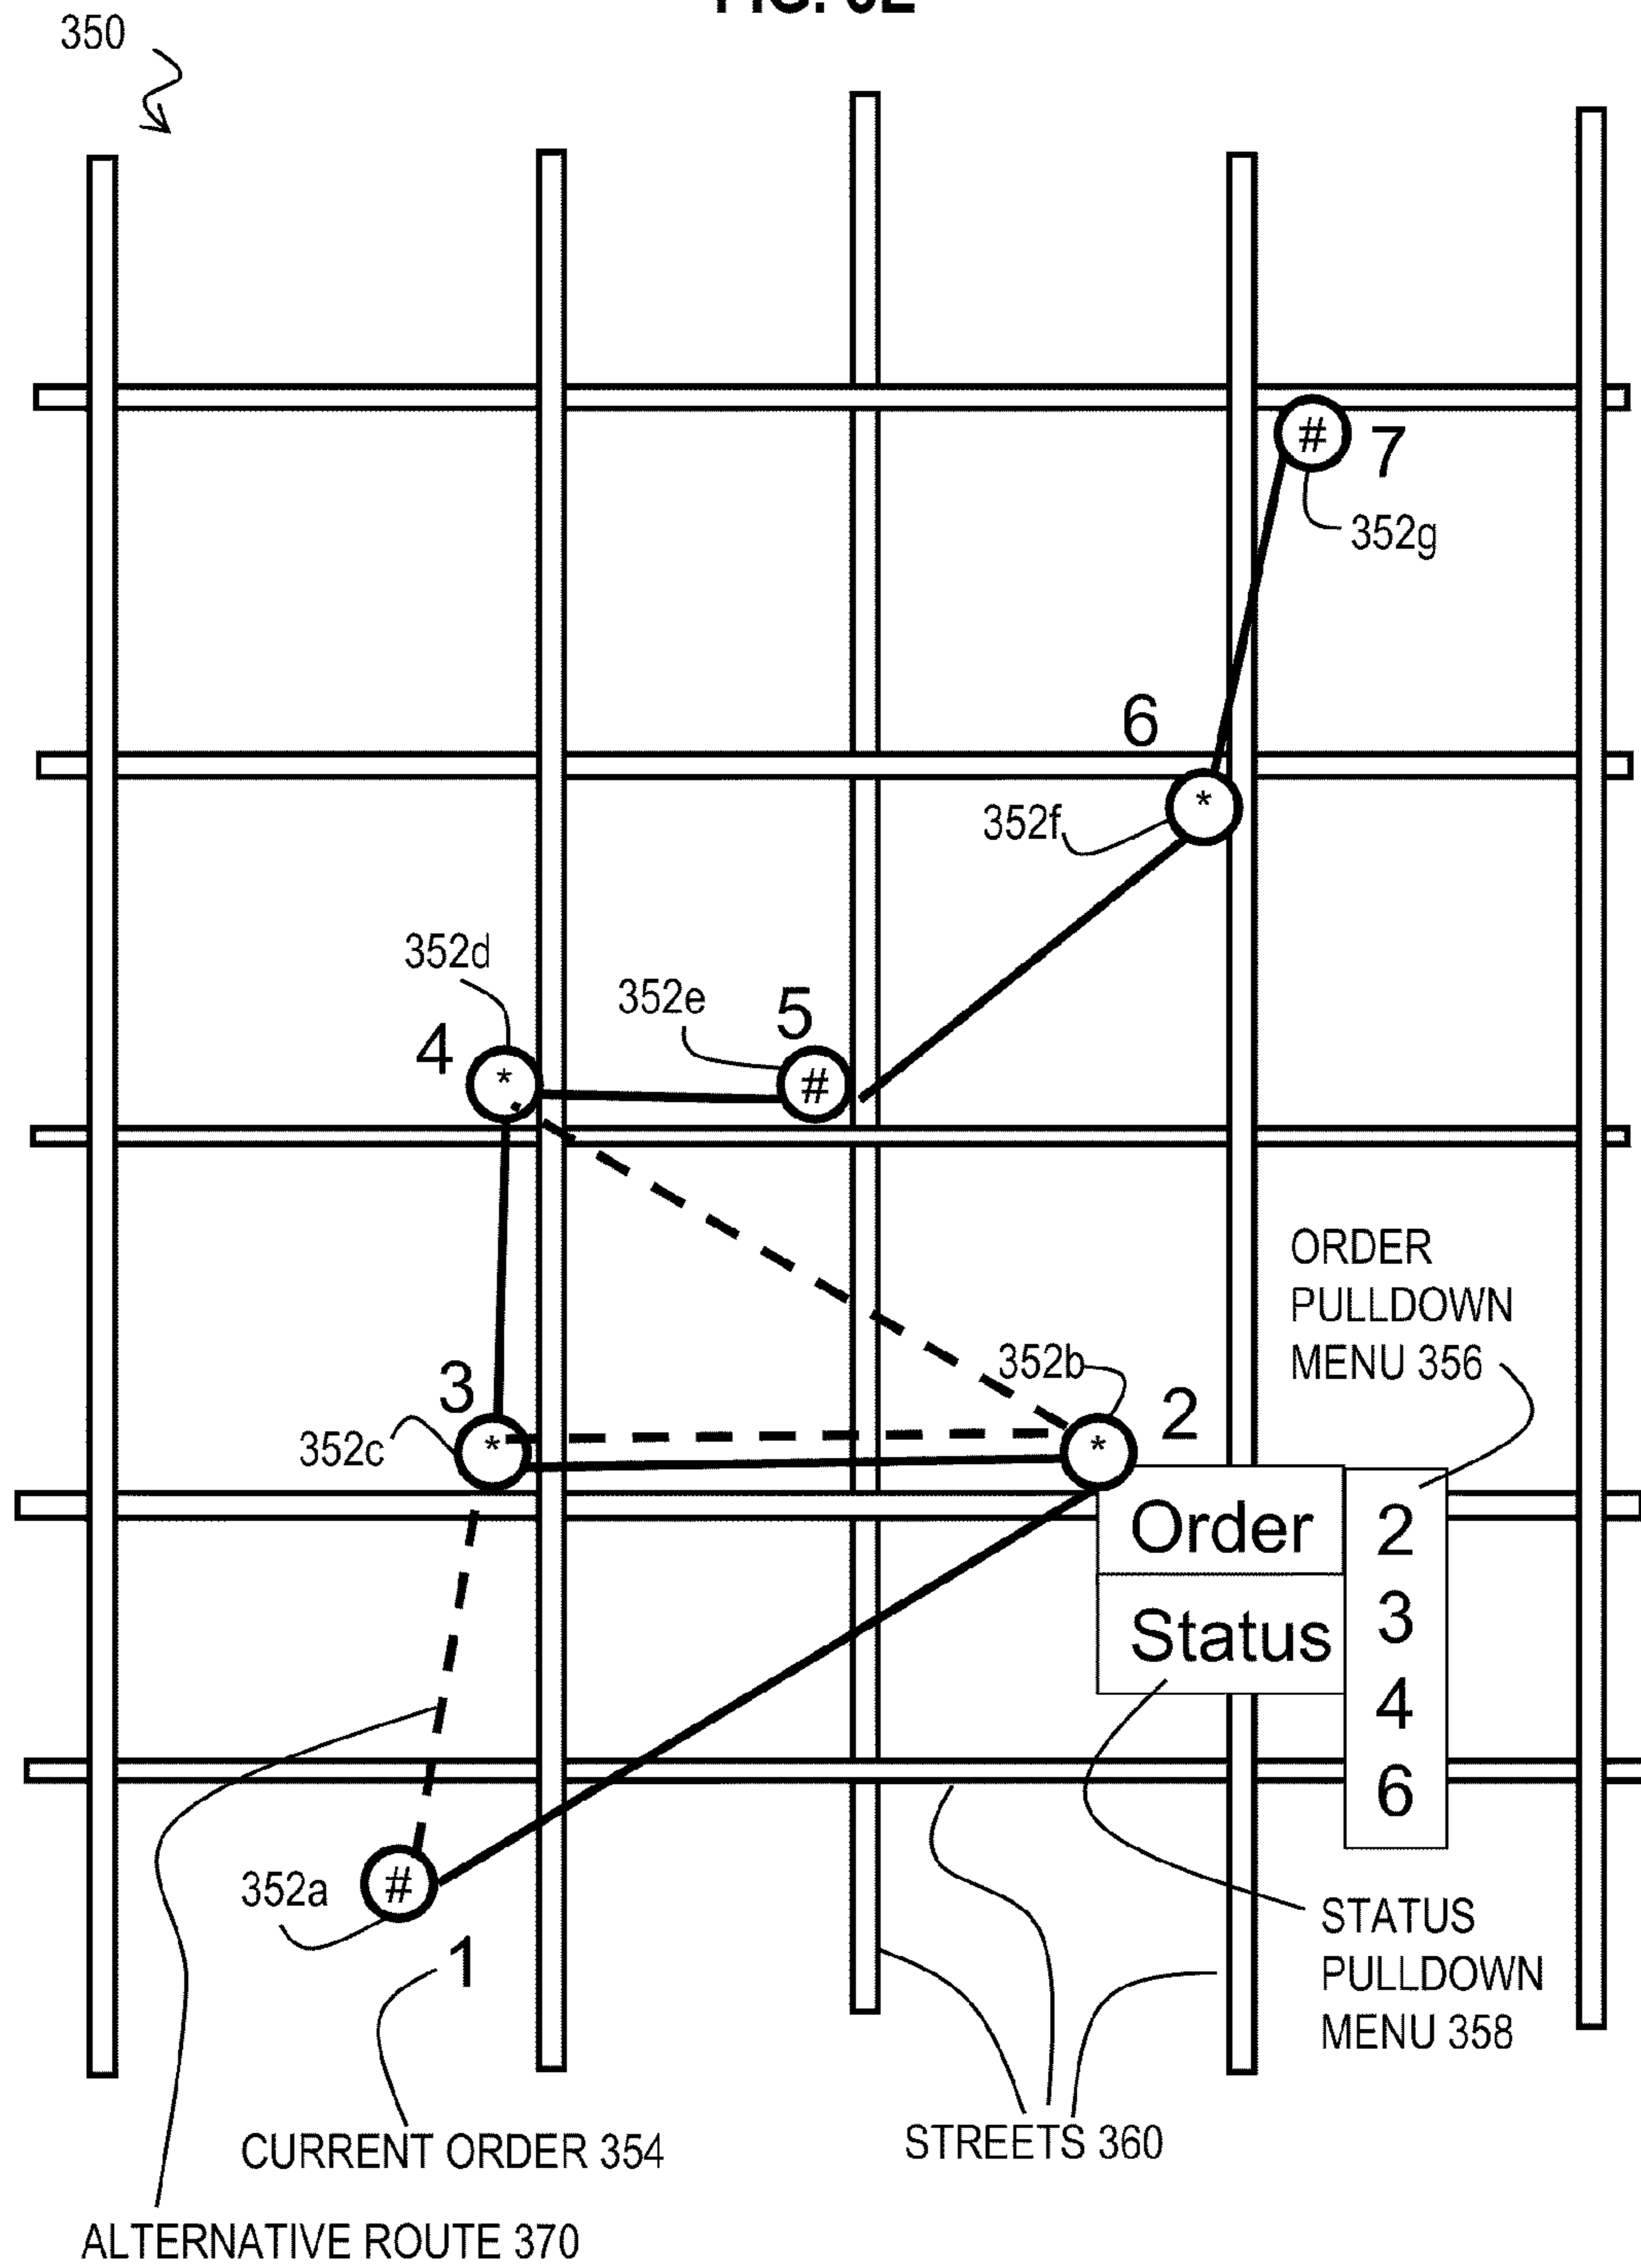 350
#
7
352g
6
*
352f
352d
352e
5
4
*
#
ORDER
PULLDOWN
MENU 356
352b
3
2
352c
*
*
Order
2
Status
3
4
6
352a
#
1
STATUS
PULLDOWN
MENU 358
STREETS 360
CURRENT ORDER 354
ALTERNATIVE ROUTE 370